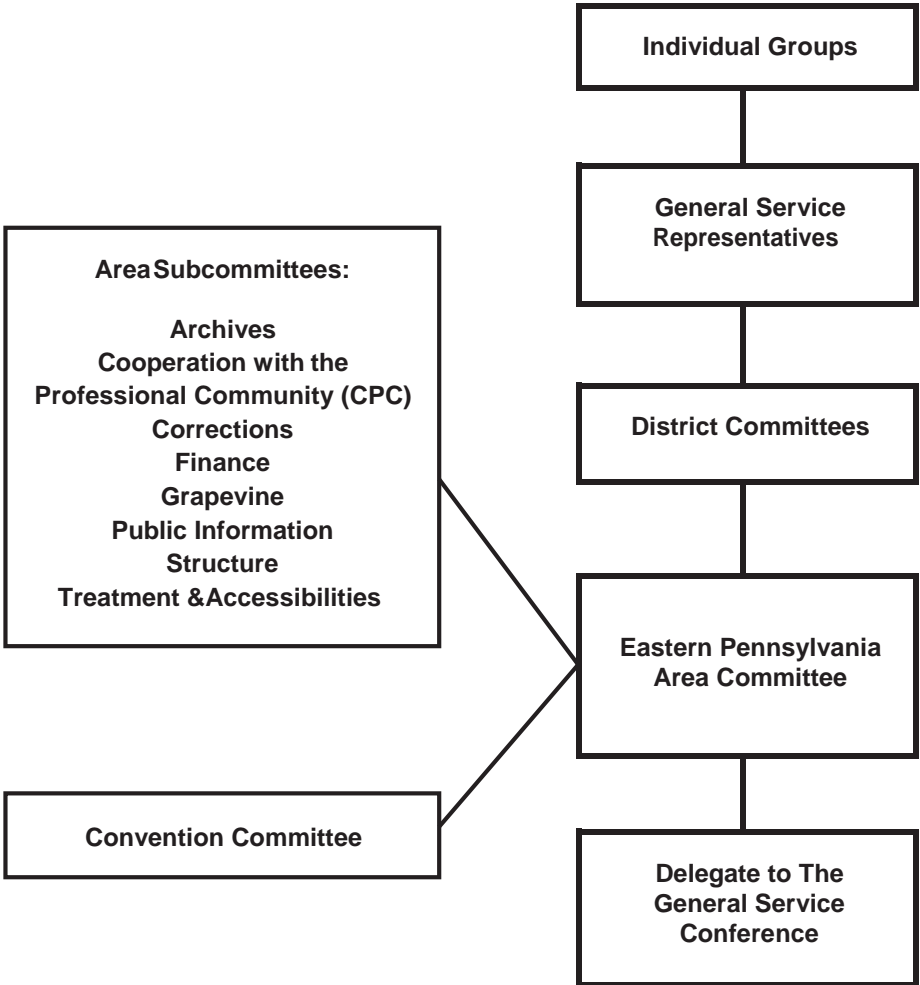 Individual Groups
General Service
Representatives
AreaSubcommittees:
Archives
Cooperation with the
Professional Community (CPC)
Corrections
Finance
Grapevine
Public Information
Structure
Treatment &Accessibilities
District Committees
Eastern Pennsylvania
Area Committee
Convention Committee
Delegate to The
General Service
Conference